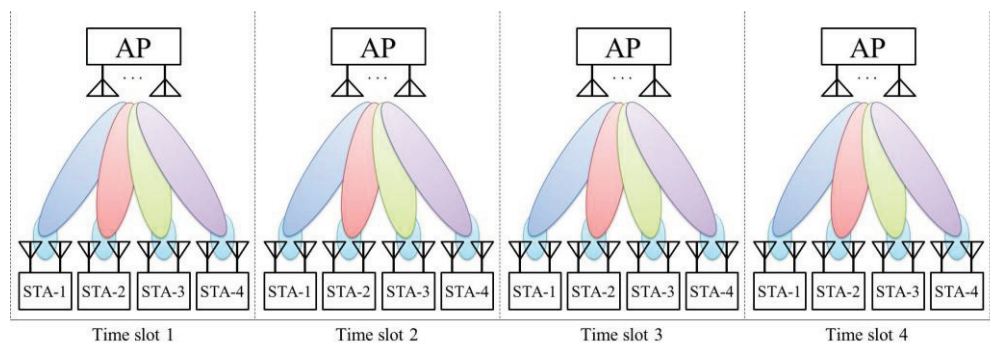 AP AP AP AP
... ... ... ...
STA-1 STA-2 STA-3 STA-4 STA-1 STA-2 STA-3 STA-4 STA-1 STA-2 STA-3 STA-4 STA-1 STA-2 STA-3 STA-4
Time slot 1 Time slot 2 Time slot 3 Time slot 4